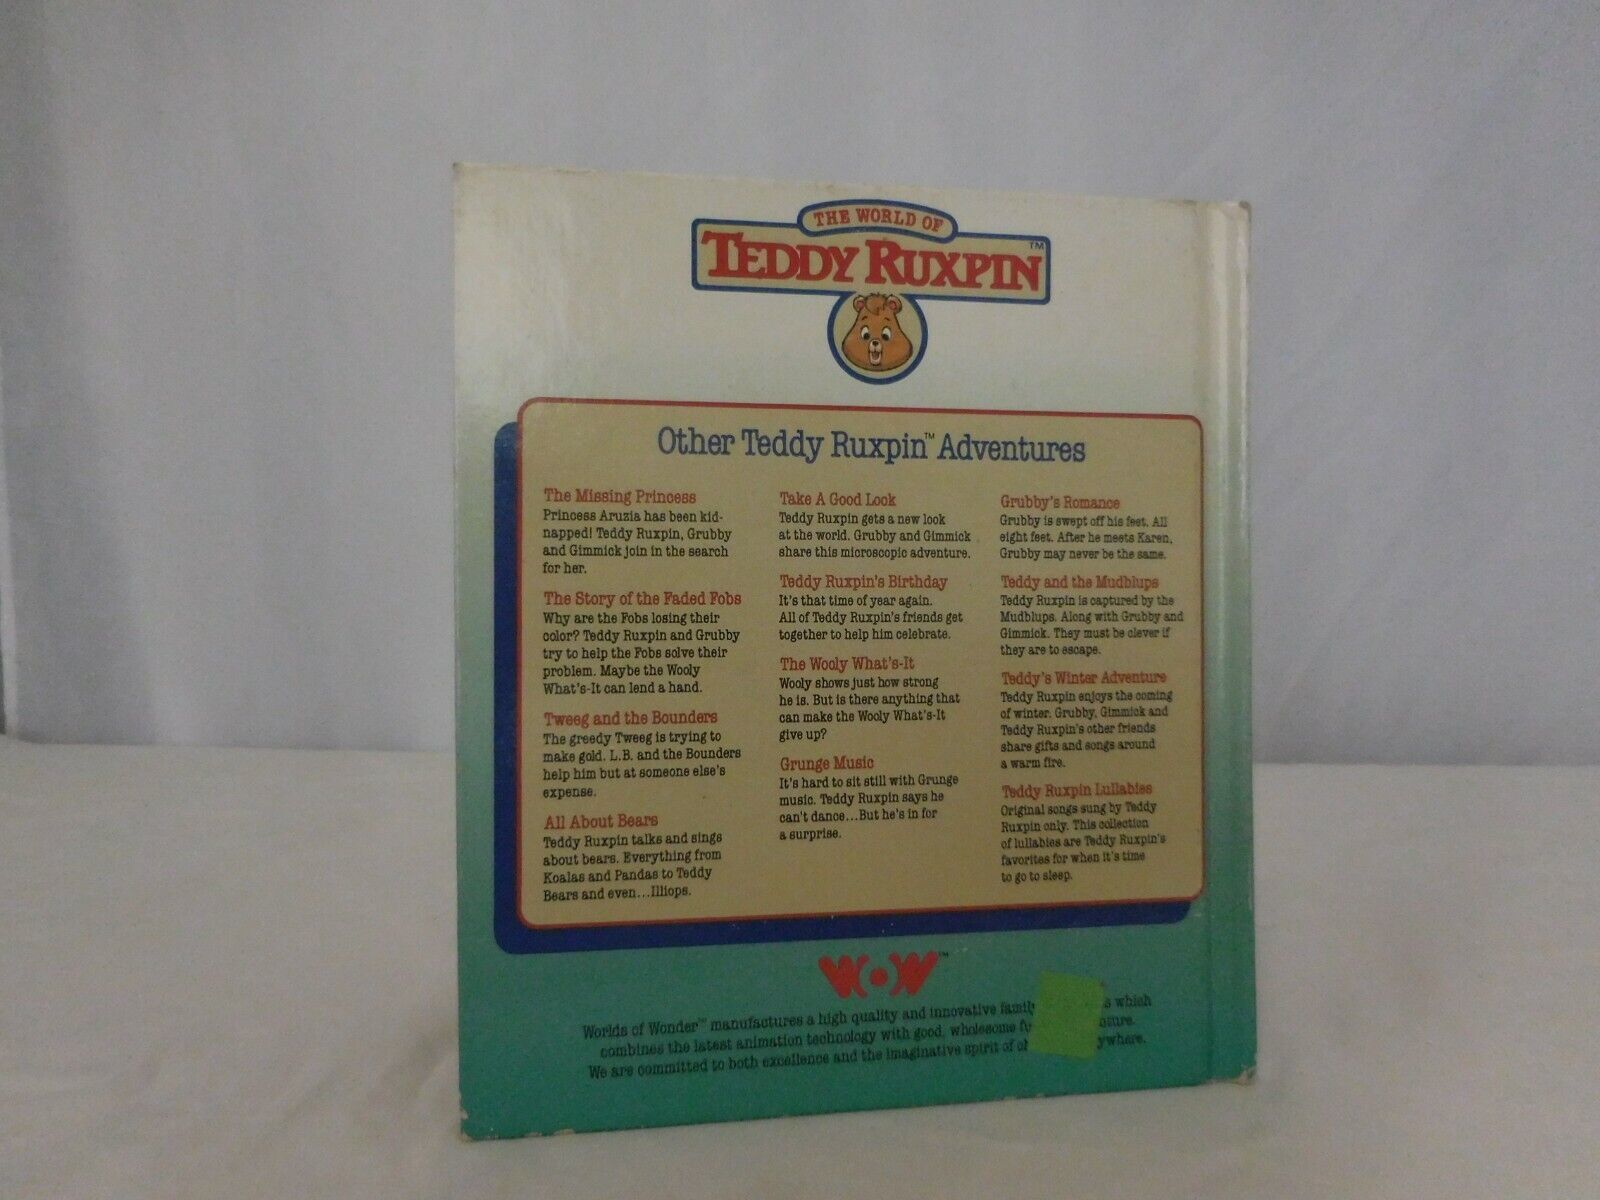 THE WORLD OF
TEDDY RUXPIN™
Other Teddy Ruxpin™ Adventures
The Missing Princess
Princess Aruzia has been kid-
napped! Teddy Ruxpin, Grubby
and Gimmick join in the search
for her.
The Story of the Faded Fobs
Why are the Fobs losing their
color? Teddy Ruxpin and Grubby
try to help the Fobs solve their
problem. Maybe the Wooly
What's-It can lend a hand.
Tweeg and the Bounders
The greedy Tweeg is trying to
make gold. L.B. and the Bounders
help him but at someone else's
expense.
All About Bears
Teddy Ruxpin talks and sings
about bears. Everything from
Koalas and Pandas to Teddy
Bears and even...Illiops.
Take A Good Look
Teddy Ruxpin gets a new look
at the world. Grubby and Gimmick
share this microscopic adventure.
Teddy Ruxpin's Birthday
It's that time of year again.
All of Teddy Ruxpin's friends get
together to help him celebrate.
The Wooly What's-It
Wooly shows just how strong
he is. But is there anything that
can make the Wooly What's-It
give up?
Grunge Music
It's hard to sit still with Grunge
music. Teddy Ruxpin says he
can't dance...But he's in for
a surprise.
Grubby's Romance
Grubby is swept off his feet. All
eight feet. After he meets Karen,
Grubby may never be the same.
Teddy and the Mudblups
Teddy Ruxpin is captured by the
Mudblups. Along with Grubby and
Gimmick. They must be clever if
they are to escape.
Teddy's Winter Adventure
Teddy Ruxpin enjoys the coming
of winter. Grubby, Gimmick and
Teddy Ruxpin's other friends
share gifts and songs around
a warm fire.
Teddy Ruxpin Lullabies
Original songs sung by Teddy
Ruxpin only. This collection
of lullabies are Teddy Ruxpin's
favorites for when it's time
to go to sleep.
WOW™
Worlds of Wonder™ manufactures a high quality and innovative which
combines the latest animation technology with good, wholesome
We are committed to both excellence and the imaginative spirit of